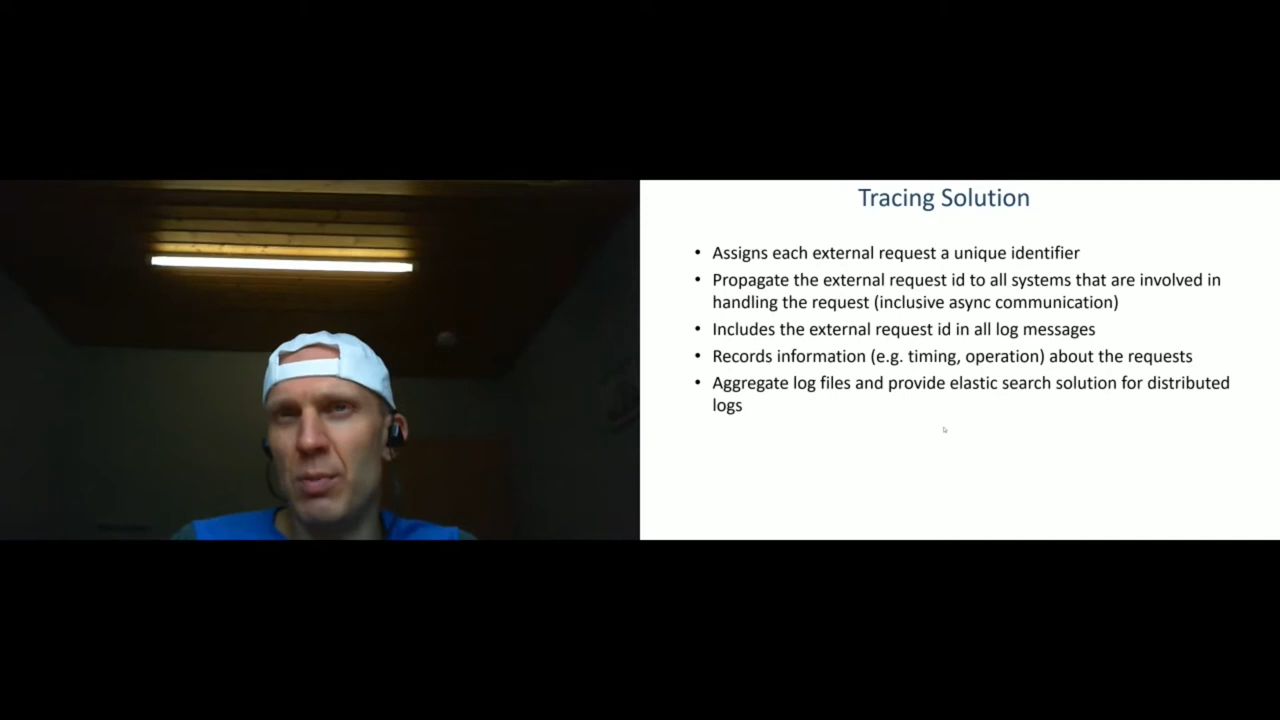 Tracing Solution
• Assigns each external request a unique identifier
• Propagate the external request id to all systems that are involved in
handling the request (inclusive async communication)
• Includes the external request id in all log messages
• Records information (e.g. timing, operation) about the requests
• Aggregate log files and provide elastic search solution for distributed
logs